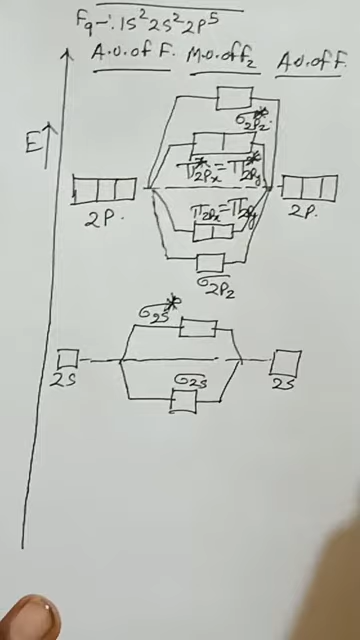 F9 -: 1S² 2S² 2P⁵
A.O. of F. M.O. of F₂ A.O. of F.
E
σ*2Pz
π*2Px = π*2Py
2P. 2P.
π2Px = π2Py
σ2Pz
σ*2S
2S 2S
σ2S